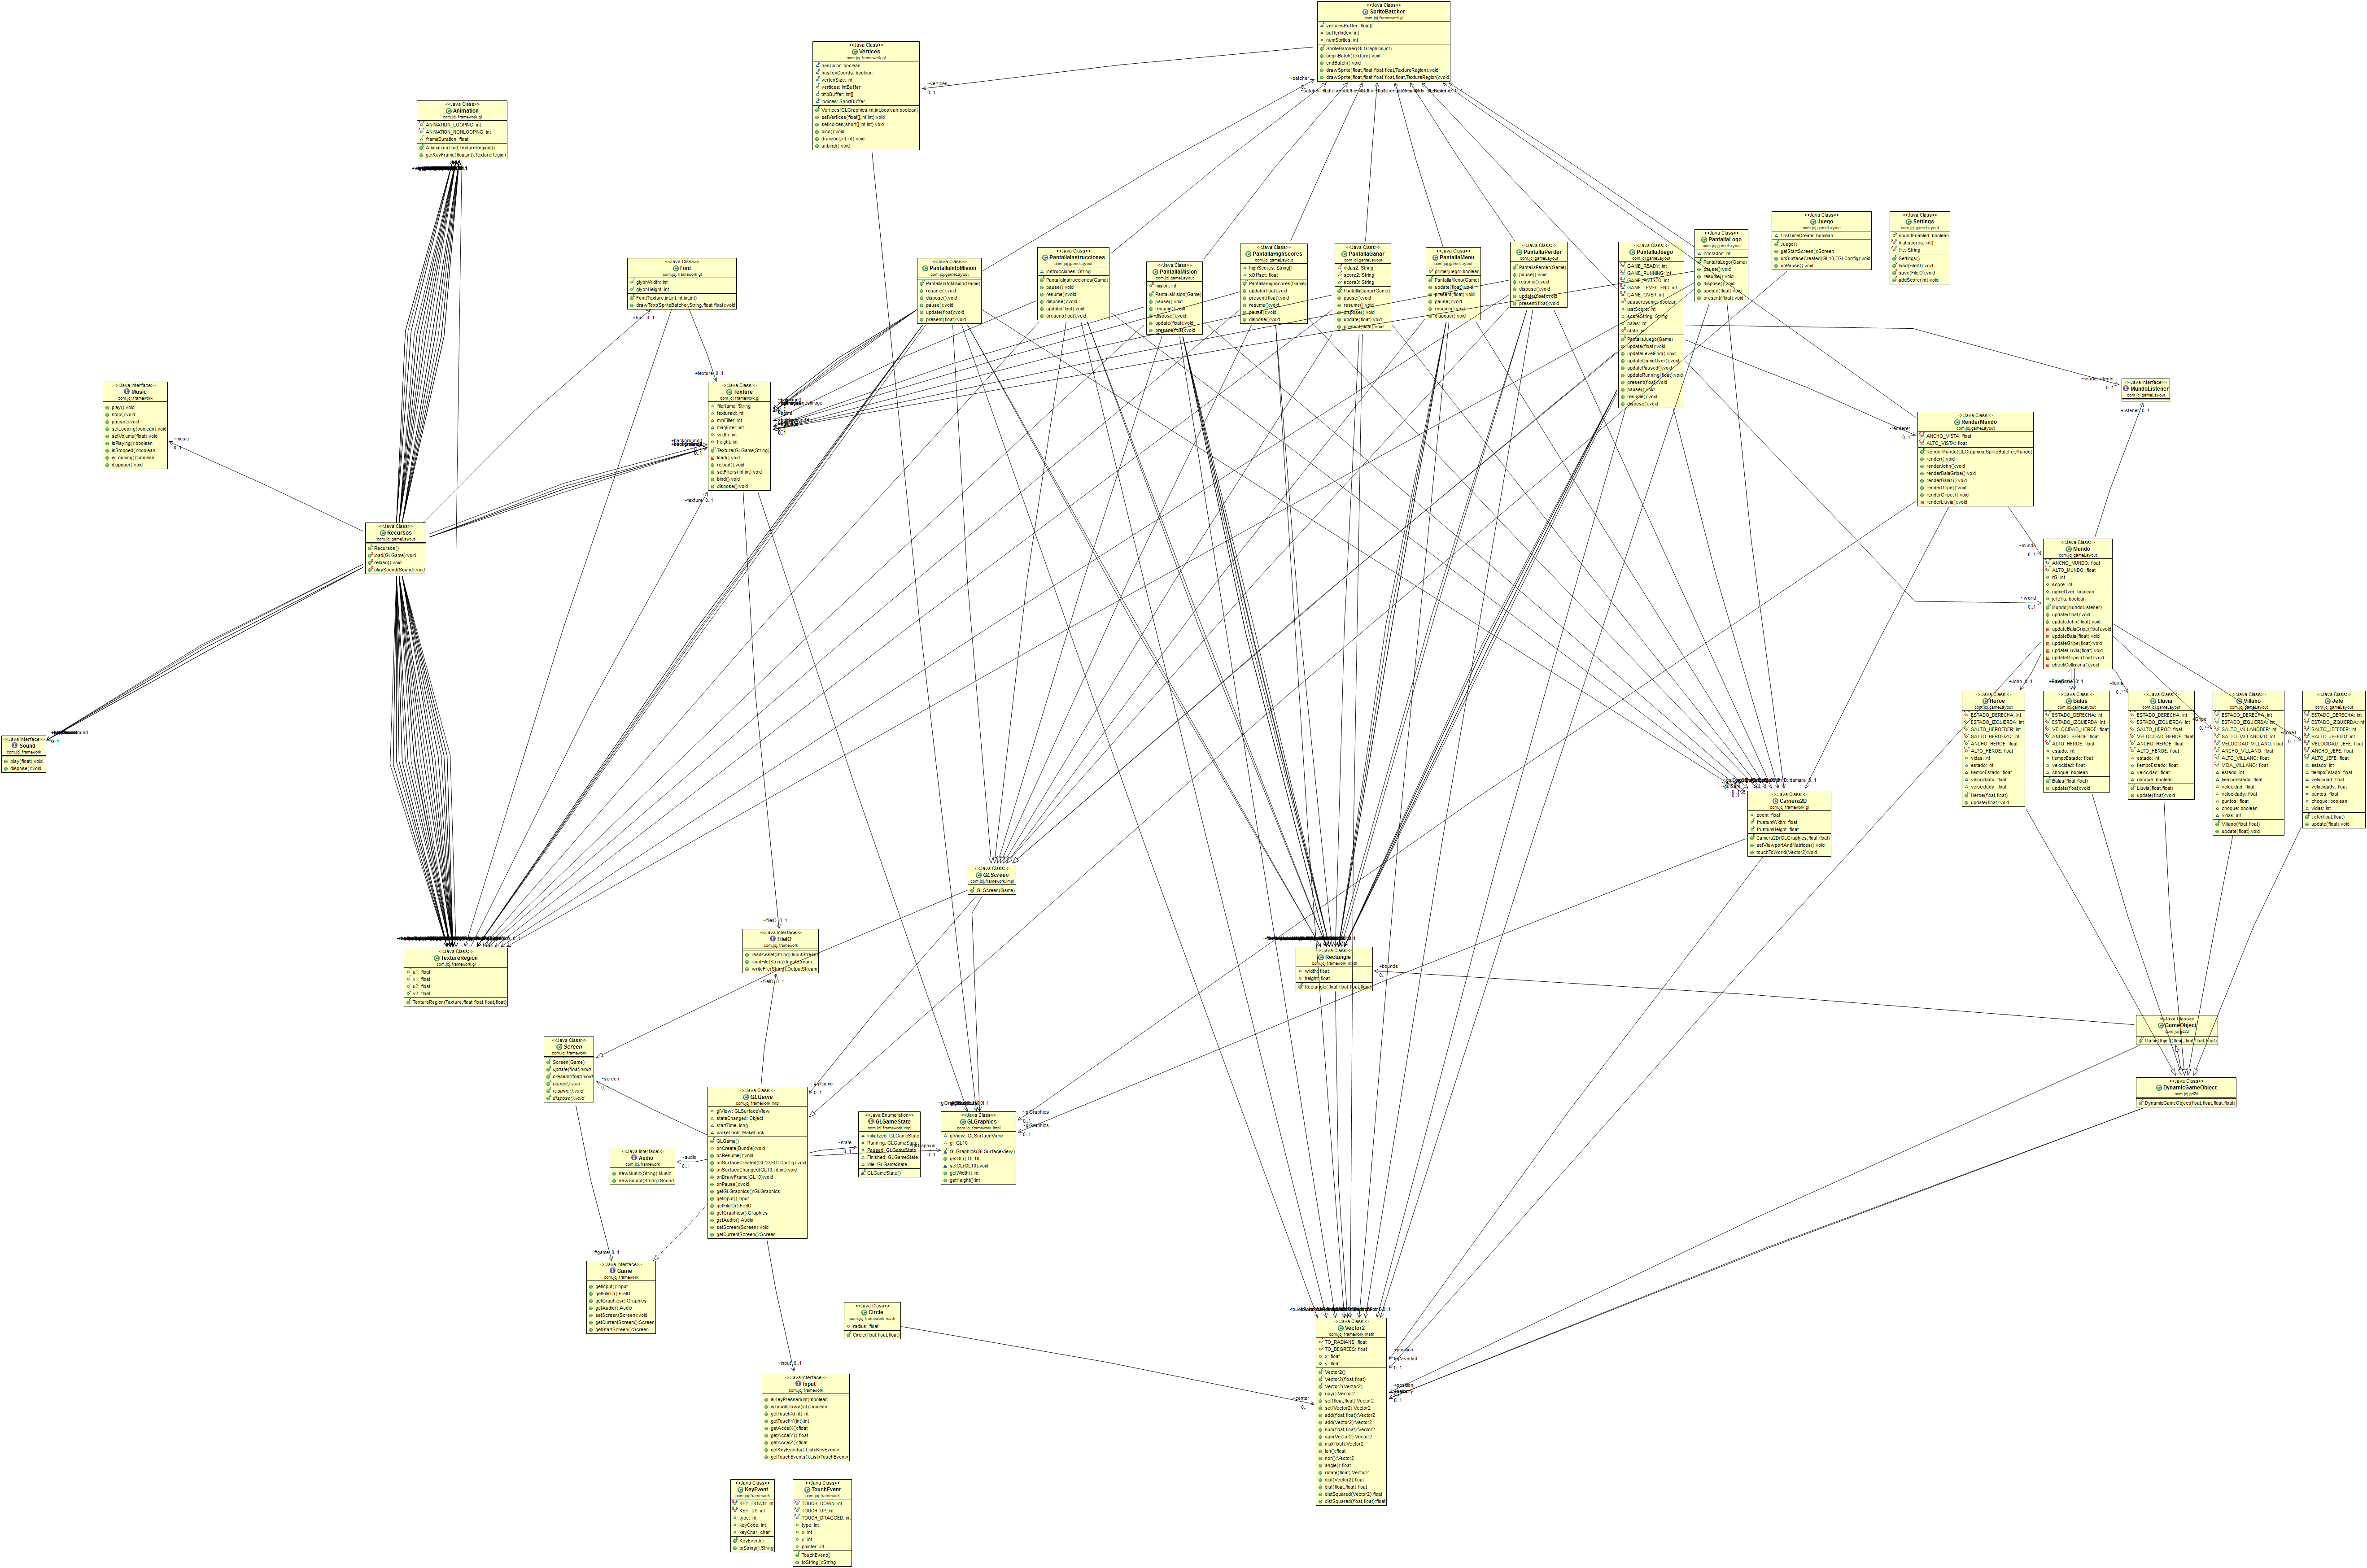 <<Java Class>>
SpriteBatcher
com.jcj.framework.gl
verticesBuffer: float[]
bufferIndex: int
numSprites: int
SpriteBatcher(GLGraphics,int)
beginBatch(Texture):void
endBatch():void
drawSprite(float,float,float,float,TextureRegion):void
drawSprite(float,float,float,float,float,TextureRegion):void
<<Java Class>>
Vertices
com.jcj.framework.gl
hasColor: boolean
hasTexCoords: boolean
vertexSize: int
vertices: IntBuffer
tmpBuffer: int[]
indices: ShortBuffer
Vertices(GLGraphics,int,int,boolean,boolean)
setVertices(float[],int,int):void
setIndices(short[],int,int):void
bind():void
draw(int,int,int):void
unbind():void
~vertices
0..1
<<Java Class>>
Animation
com.jcj.framework.gl
ANIMATION_LOOPING: int
ANIMATION_NONLOOPING: int
frameDuration: float
Animation(float,TextureRegion[])
getKeyFrame(float,int):TextureRegion
<<Java Class>>
Font
com.jcj.framework.gl
glyphWidth: int
glyphHeight: int
Font(Texture,int,int,int,int,int)
drawText(SpriteBatcher,String,float,float):void
<<Java Class>>
PantallaInfoMision
com.jcj.gameLayout
PantallaInfoMision(Game)
resume():void
dispose():void
pause():void
update(float):void
present(float):void
<<Java Class>>
PantallaInstrucciones
com.jcj.gameLayout
instrucciones: String
PantallaInstrucciones(Game)
pause():void
resume():void
dispose():void
update(float):void
present(float):void
<<Java Class>>
PantallaMision
com.jcj.gameLayout
mision: int
PantallaMision(Game)
pause():void
resume():void
dispose():void
update(float):void
present(float):void
<<Java Class>>
PantallaHighscores
com.jcj.gameLayout
highScores: String[]
xOffset: float
PantallaHighscores(Game)
update(float):void
present(float):void
resume():void
pause():void
dispose():void
<<Java Class>>
PantallaGanar
com.jcj.gameLayout
vidas2: String
score2: String
score3: String
PantallaGanar(Game)
pause():void
resume():void
dispose():void
update(float):void
present(float):void
<<Java Class>>
PantallaMenu
com.jcj.gameLayout
primerjuego: boolean
PantallaMenu(Game)
update(float):void
present(float):void
pause():void
resume():void
dispose():void
<<Java Class>>
PantallaPerder
com.jcj.gameLayout
PantallaPerder(Game)
pause():void
resume():void
dispose():void
update(float):void
present(float):void
<<Java Class>>
PantallaJuego
com.jcj.gameLayout
GAME_READY: int
GAME_RUNNING: int
GAME_PAUSED: int
GAME_LEVEL_END: int
GAME_OVER: int
pauseresume: boolean
lastScore: int
scoreString: String
balas: int
state: int
PantallaJuego(Game)
update(float):void
updateLevelEnd():void
updateGameOver():void
updatePaused():void
updateRunning(float):void
present(float):void
pause():void
resume():void
dispose():void
<<Java Class>>
PantallaLogo
com.jcj.gameLayout
contador: int
PantallaLogo(Game)
pause():void
resume():void
dispose():void
update(float):void
present(float):void
<<Java Class>>
Juego
com.jcj.gameLayout
firstTimeCreate: boolean
Juego()
getStartScreen():Screen
onSurfaceCreated(GL10,EGLConfig):void
onPause():void
<<Java Class>>
Settings
com.jcj.gameLayout
soundEnabled: boolean
highscores: int[]
file: String
Settings()
load(FileIO):void
save(FileIO):void
addScore(int):void
<<Java Interface>>
Music
com.jcj.framework
play():void
stop():void
pause():void
setLooping(boolean):void
setVolume(float):void
isPlaying():boolean
isStopped():boolean
isLooping():boolean
dispose():void
+music
0..1
+font 0..1
+texture 0..1
<<Java Class>>
Texture
com.jcj.framework.gl
fileName: String
textureId: int
minFilter: int
magFilter: int
width: int
height: int
Texture(GLGame,String)
load():void
reload():void
setFilters(int,int):void
bind():void
dispose():void
+texture 0..1
~worldListener
0..1
<<Java Interface>>
MundoListener
com.jcj.gameLayout
+listener 0..1
~renderer
0..1
<<Java Class>>
RenderMundo
com.jcj.gameLayout
ANCHO_VISTA: float
ALTO_VISTA: float
RenderMundo(GLGraphics,SpriteBatcher,Mundo)
render():void
renderJohn():void
renderBalaGripe():void
renderBala1():void
renderGripe():void
renderGripeJ():void
renderLluvia():void
<<Java Class>>
Recursos
com.jcj.gameLayout
Recursos()
load(GLGame):void
reload():void
playSound(Sound):void
~mundo
0..1
~world
0..1
<<Java Class>>
Mundo
com.jcj.gameLayout
ANCHO_MUNDO: float
ALTO_MUNDO: float
rG: int
score: int
gameOver: boolean
jefeYa: boolean
Mundo(MundoListener)
update(float):void
updateJohn(float):void
updateBalaGripe(float):void
updateBala(float):void
updateGripe(float):void
updateLluvia(float):void
updateGripeJ(float):void
checkCollisions():void
<<Java Interface>>
Sound
com.jcj.framework
play(float):void
dispose():void
+John 0..1
<<Java Class>>
Heroe
com.jcj.gameLayout
ESTADO_DERECHA: int
ESTADO_IZQUIERDA: int
SALTO_HEROEDER: int
SALTO_HEROEIZQ: int
ANCHO_HEROE: float
ALTO_HEROE: float
vidas: int
estado: int
tiempoEstado: float
velocidad: float
velocidady: float
Heroe(float,float)
update(float):void
<<Java Class>>
Balas
com.jcj.gameLayout
ESTADO_DERECHA: int
ESTADO_IZQUIERDA: int
VELOCIDAD_HEROE: float
ANCHO_HEROE: float
ALTO_HEROE: float
estado: int
tiempoEstado: float
velocidad: float
choque: boolean
Balas(float,float)
update(float):void
<<Java Class>>
Lluvia
com.jcj.gameLayout
ESTADO_DERECHA: int
ESTADO_IZQUIERDA: int
VELOCIDAD_HEROE: float
ANCHO_HEROE: float
ALTO_HEROE: float
estado: int
tiempoEstado: float
velocidad: float
choque: boolean
Lluvia(float,float)
update(float):void
<<Java Class>>
Villano
com.jcj.gameLayout
ESTADO_DERECHA: int
ESTADO_IZQUIERDA: int
SALTO_VILLANODER: int
SALTO_VILLANOIZQ: int
VELOCIDAD_VILLANO: float
ANCHO_VILLANO: float
ALTO_VILLANO: float
VIDA_VILLANO: float
estado: int
tiempoEstado: float
velocidad: float
velocidady: float
puntos: float
choque: boolean
vidas: int
Villano(float,float)
update(float):void
<<Java Class>>
Jefe
com.jcj.gameLayout
ESTADO_DERECHA: int
ESTADO_IZQUIERDA: int
SALTO_JEFEDER: int
SALTO_JEFEIZQ: int
VELOCIDAD_JEFE: float
ANCHO_JEFE: float
ALTO_JEFE: float
estado: int
tiempoEstado: float
velocidad: float
velocidady: float
puntos: float
choque: boolean
vidas: int
Jefe(float,float)
update(float):void
<<Java Class>>
Camera2D
com.jcj.framework.gl
zoom: float
frustumWidth: float
frustumHeight: float
Camera2D(GLGraphics,float,float)
setViewportAndMatrices():void
touchToWorld(Vector2):void
<<Java Class>>
GLScreen
com.jcj.framework.impl
GLScreen(Game)
~fileIO 0..1
<<Java Interface>>
FileIO
com.jcj.framework
readAsset(String):InputStream
readFile(String):InputStream
writeFile(String):OutputStream
~fileIO 0..1
<<Java Class>>
TextureRegion
com.jcj.framework.gl
u1: float
v1: float
u2: float
v2: float
TextureRegion(Texture,float,float,float,float)
<<Java Class>>
Rectangle
com.jcj.framework.math
width: float
height: float
Rectangle(float,float,float,float)
+bounds
0..1
<<Java Class>>
GameObject
com.jcj.gd2d
GameObject(float,float,float,float)
<<Java Class>>
DynamicGameObject
com.jcj.gd2d
DynamicGameObject(float,float,float,float)
<<Java Class>>
Screen
com.jcj.framework
Screen(Game)
update(float):void
present(float):void
pause():void
resume():void
dispose():void
~screen
0..1
#glGame
0..1
<<Java Class>>
GLGame
com.jcj.framework.impl
glView: GLSurfaceView
stateChanged: Object
startTime: long
wakeLock: WakeLock
GLGame()
onCreate(Bundle):void
onResume():void
onSurfaceCreated(GL10,EGLConfig):void
onSurfaceChanged(GL10,int,int):void
onDrawFrame(GL10):void
onPause():void
getGLGraphics():GLGraphics
getInput():Input
getFileIO():FileIO
getGraphics():Graphics
getAudio():Audio
setScreen(Screen):void
getCurrentScreen():Screen
~state
0..1
<<Java Enumeration>>
GLGameState
com.jcj.framework.impl
Initialized: GLGameState
Running: GLGameState
Paused: GLGameState
Finished: GLGameState
Idle: GLGameState
GLGameState()
<<Java Class>>
GLGraphics
com.jcj.framework.impl
glView: GLSurfaceView
gl: GL10
GLGraphics(GLSurfaceView)
getGL():GL10
setGL(GL10):void
getWidth():int
getHeight():int
~glGraphics
0..1
~glGraphics
0..1
<<Java Interface>>
Audio
com.jcj.framework
newMusic(String):Music
newSound(String):Sound
~audio
0..1
#game 0..1
<<Java Interface>>
Game
com.jcj.framework
getInput():Input
getFileIO():FileIO
getGraphics():Graphics
getAudio():Audio
setScreen(Screen):void
getCurrentScreen():Screen
getStartScreen():Screen
<<Java Class>>
Circle
com.jcj.framework.math
radius: float
Circle(float,float,float)
+center
0..1
~input 0..1
<<Java Interface>>
Input
com.jcj.framework
isKeyPressed(int):boolean
isTouchDown(int):boolean
getTouchX(int):int
getTouchY(int):int
getAccelX():float
getAccelY():float
getAccelZ():float
getKeyEvents():List<KeyEvent>
getTouchEvents():List<TouchEvent>
<<Java Class>>
Vector2
com.jcj.framework.math
TO_RADIANS: float
TO_DEGREES: float
x: float
y: float
Vector2()
Vector2(float,float)
Vector2(Vector2)
cpy():Vector2
set(float,float):Vector2
set(Vector2):Vector2
add(float,float):Vector2
add(Vector2):Vector2
sub(float,float):Vector2
sub(Vector2):Vector2
mul(float):Vector2
len():float
nor():Vector2
angle():float
rotate(float):Vector2
dist(Vector2):float
dist(float,float):float
distSquared(Vector2):float
distSquared(float,float):float
+position
0..1
+position
0..1
<<Java Class>>
KeyEvent
com.jcj.framework
KEY_DOWN: int
KEY_UP: int
type: int
keyCode: int
keyChar: char
KeyEvent()
toString():String
<<Java Class>>
TouchEvent
com.jcj.framework
TOUCH_DOWN: int
TOUCH_UP: int
TOUCH_DRAGGED: int
type: int
x: int
y: int
pointer: int
TouchEvent()
toString():String